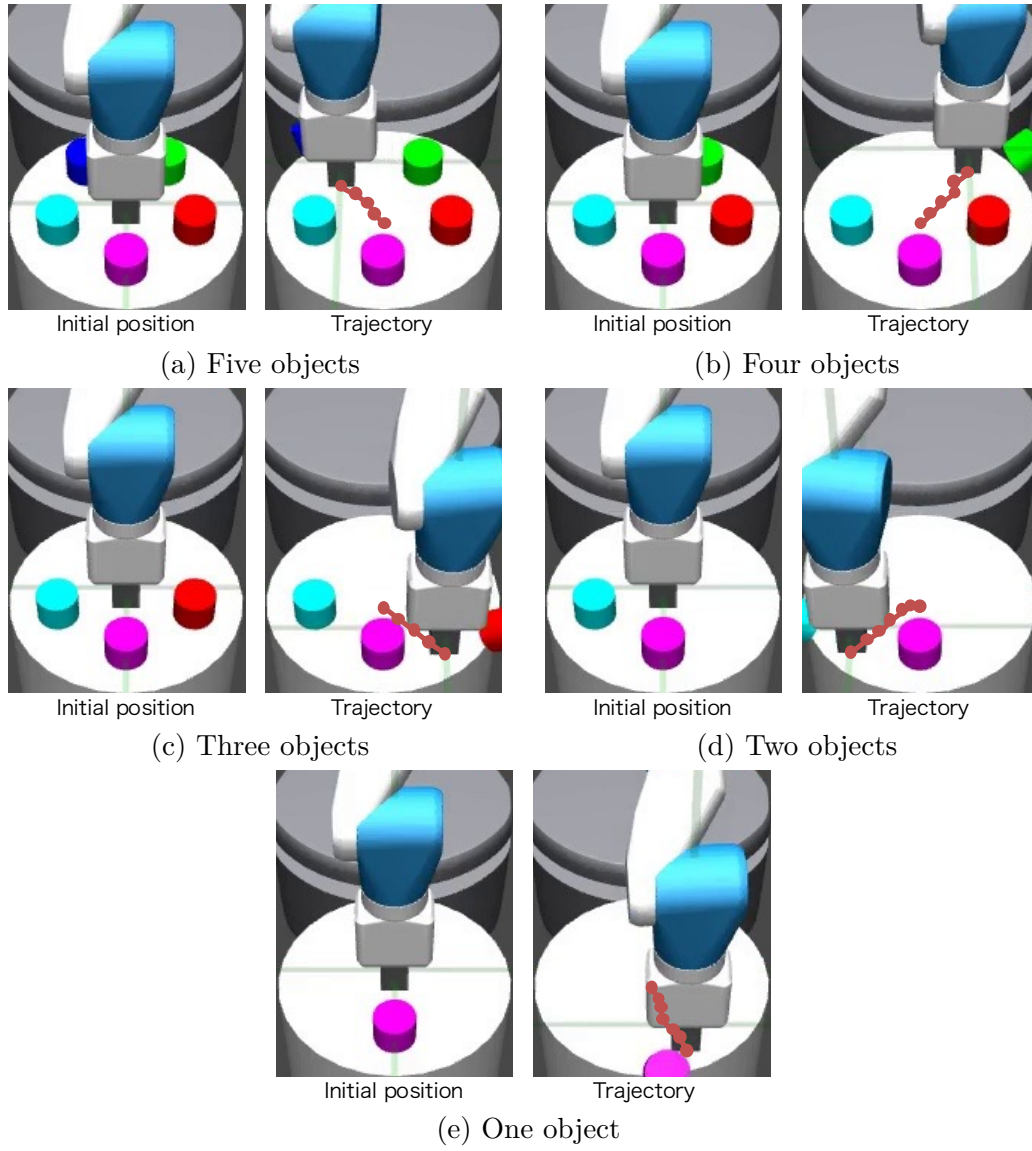 Initial position
Trajectory
Initial position
Trajectory
(a) Five objects
(b) Four objects
Initial position
Trajectory
Initial position
Trajectory
(c) Three objects
(d) Two objects
Initial position
Trajectory
(e) One object